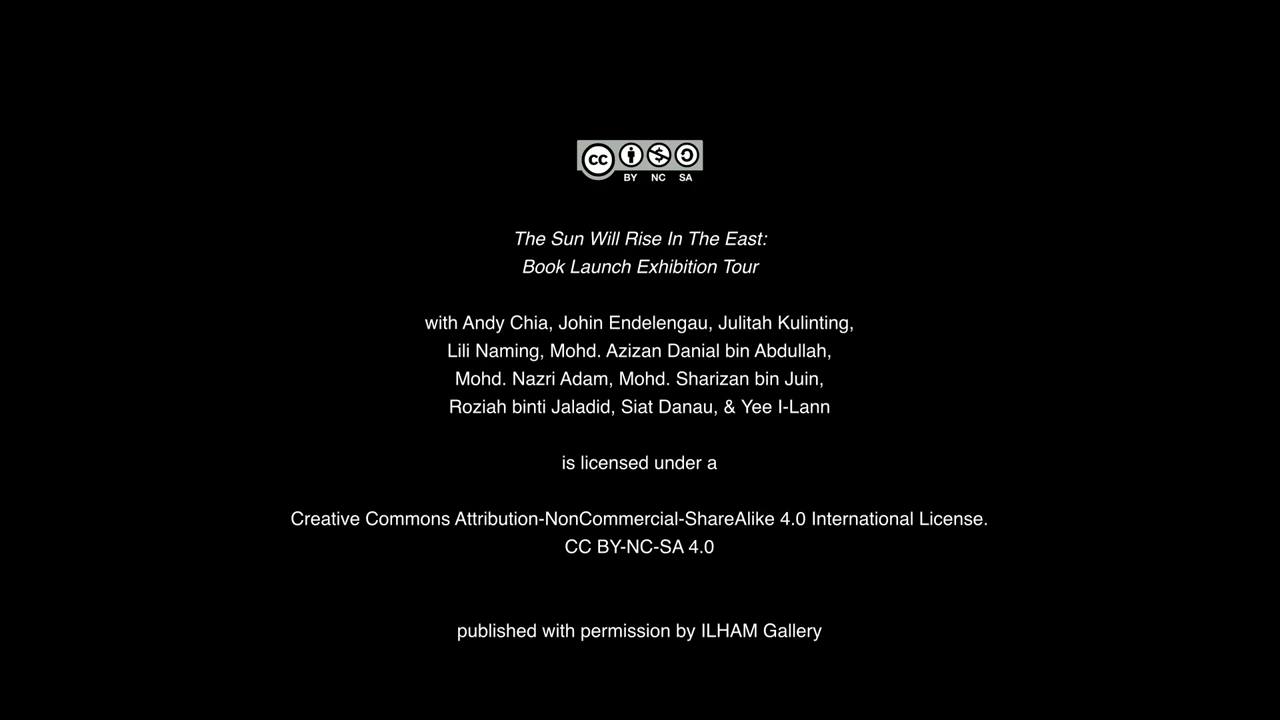 cc
BY NC SA
The Sun Will Rise In The East:
Book Launch Exhibition Tour
with Andy Chia, Johin Endelengau, Julitah Kulinting,
Lili Naming, Mohd. Azizan Danial bin Abdullah,
Mohd. Nazri Adam, Mohd. Sharizan bin Juin,
Roziah binti Jaladid, Siat Danau, & Yee I-Lann
is licensed under a
Creative Commons Attribution-NonCommercial-ShareAlike 4.0 International License.
CC BY-NC-SA 4.0
published with permission by ILHAM Gallery